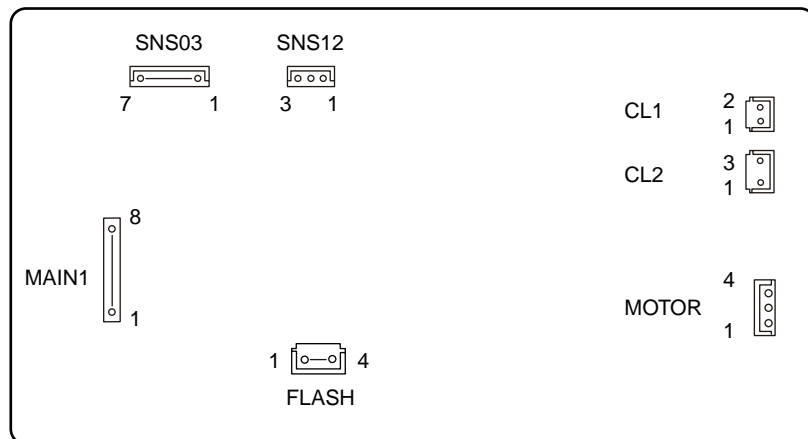 SNS03
SNS12
7 1
3 1
CL1
2
1
CL2
3
1
8
MAIN1
1
4
MOTOR
1
1 4
FLASH